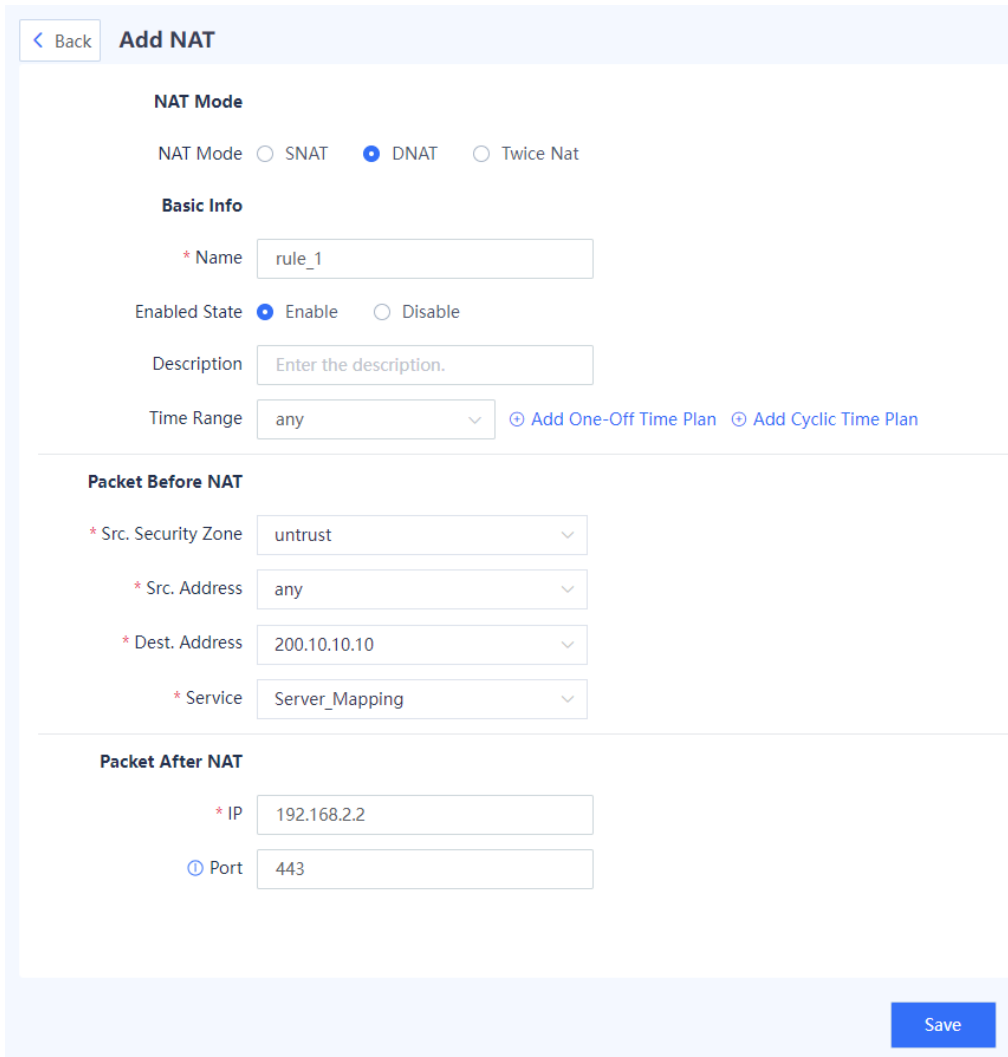 Back Add NAT
NAT Mode
NAT Mode SNAT DNAT Twice Nat
Basic Info
* Name rule_1
Enabled State Enable Disable
Description Enter the description.
Time Range any Add One-Off Time Plan Add Cyclic Time Plan
Packet Before NAT
* Src. Security Zone untrust
* Src. Address any
* Dest. Address 200.10.10.10
* Service Server_Mapping
Packet After NAT
* IP 192.168.2.2
Port 443
Save